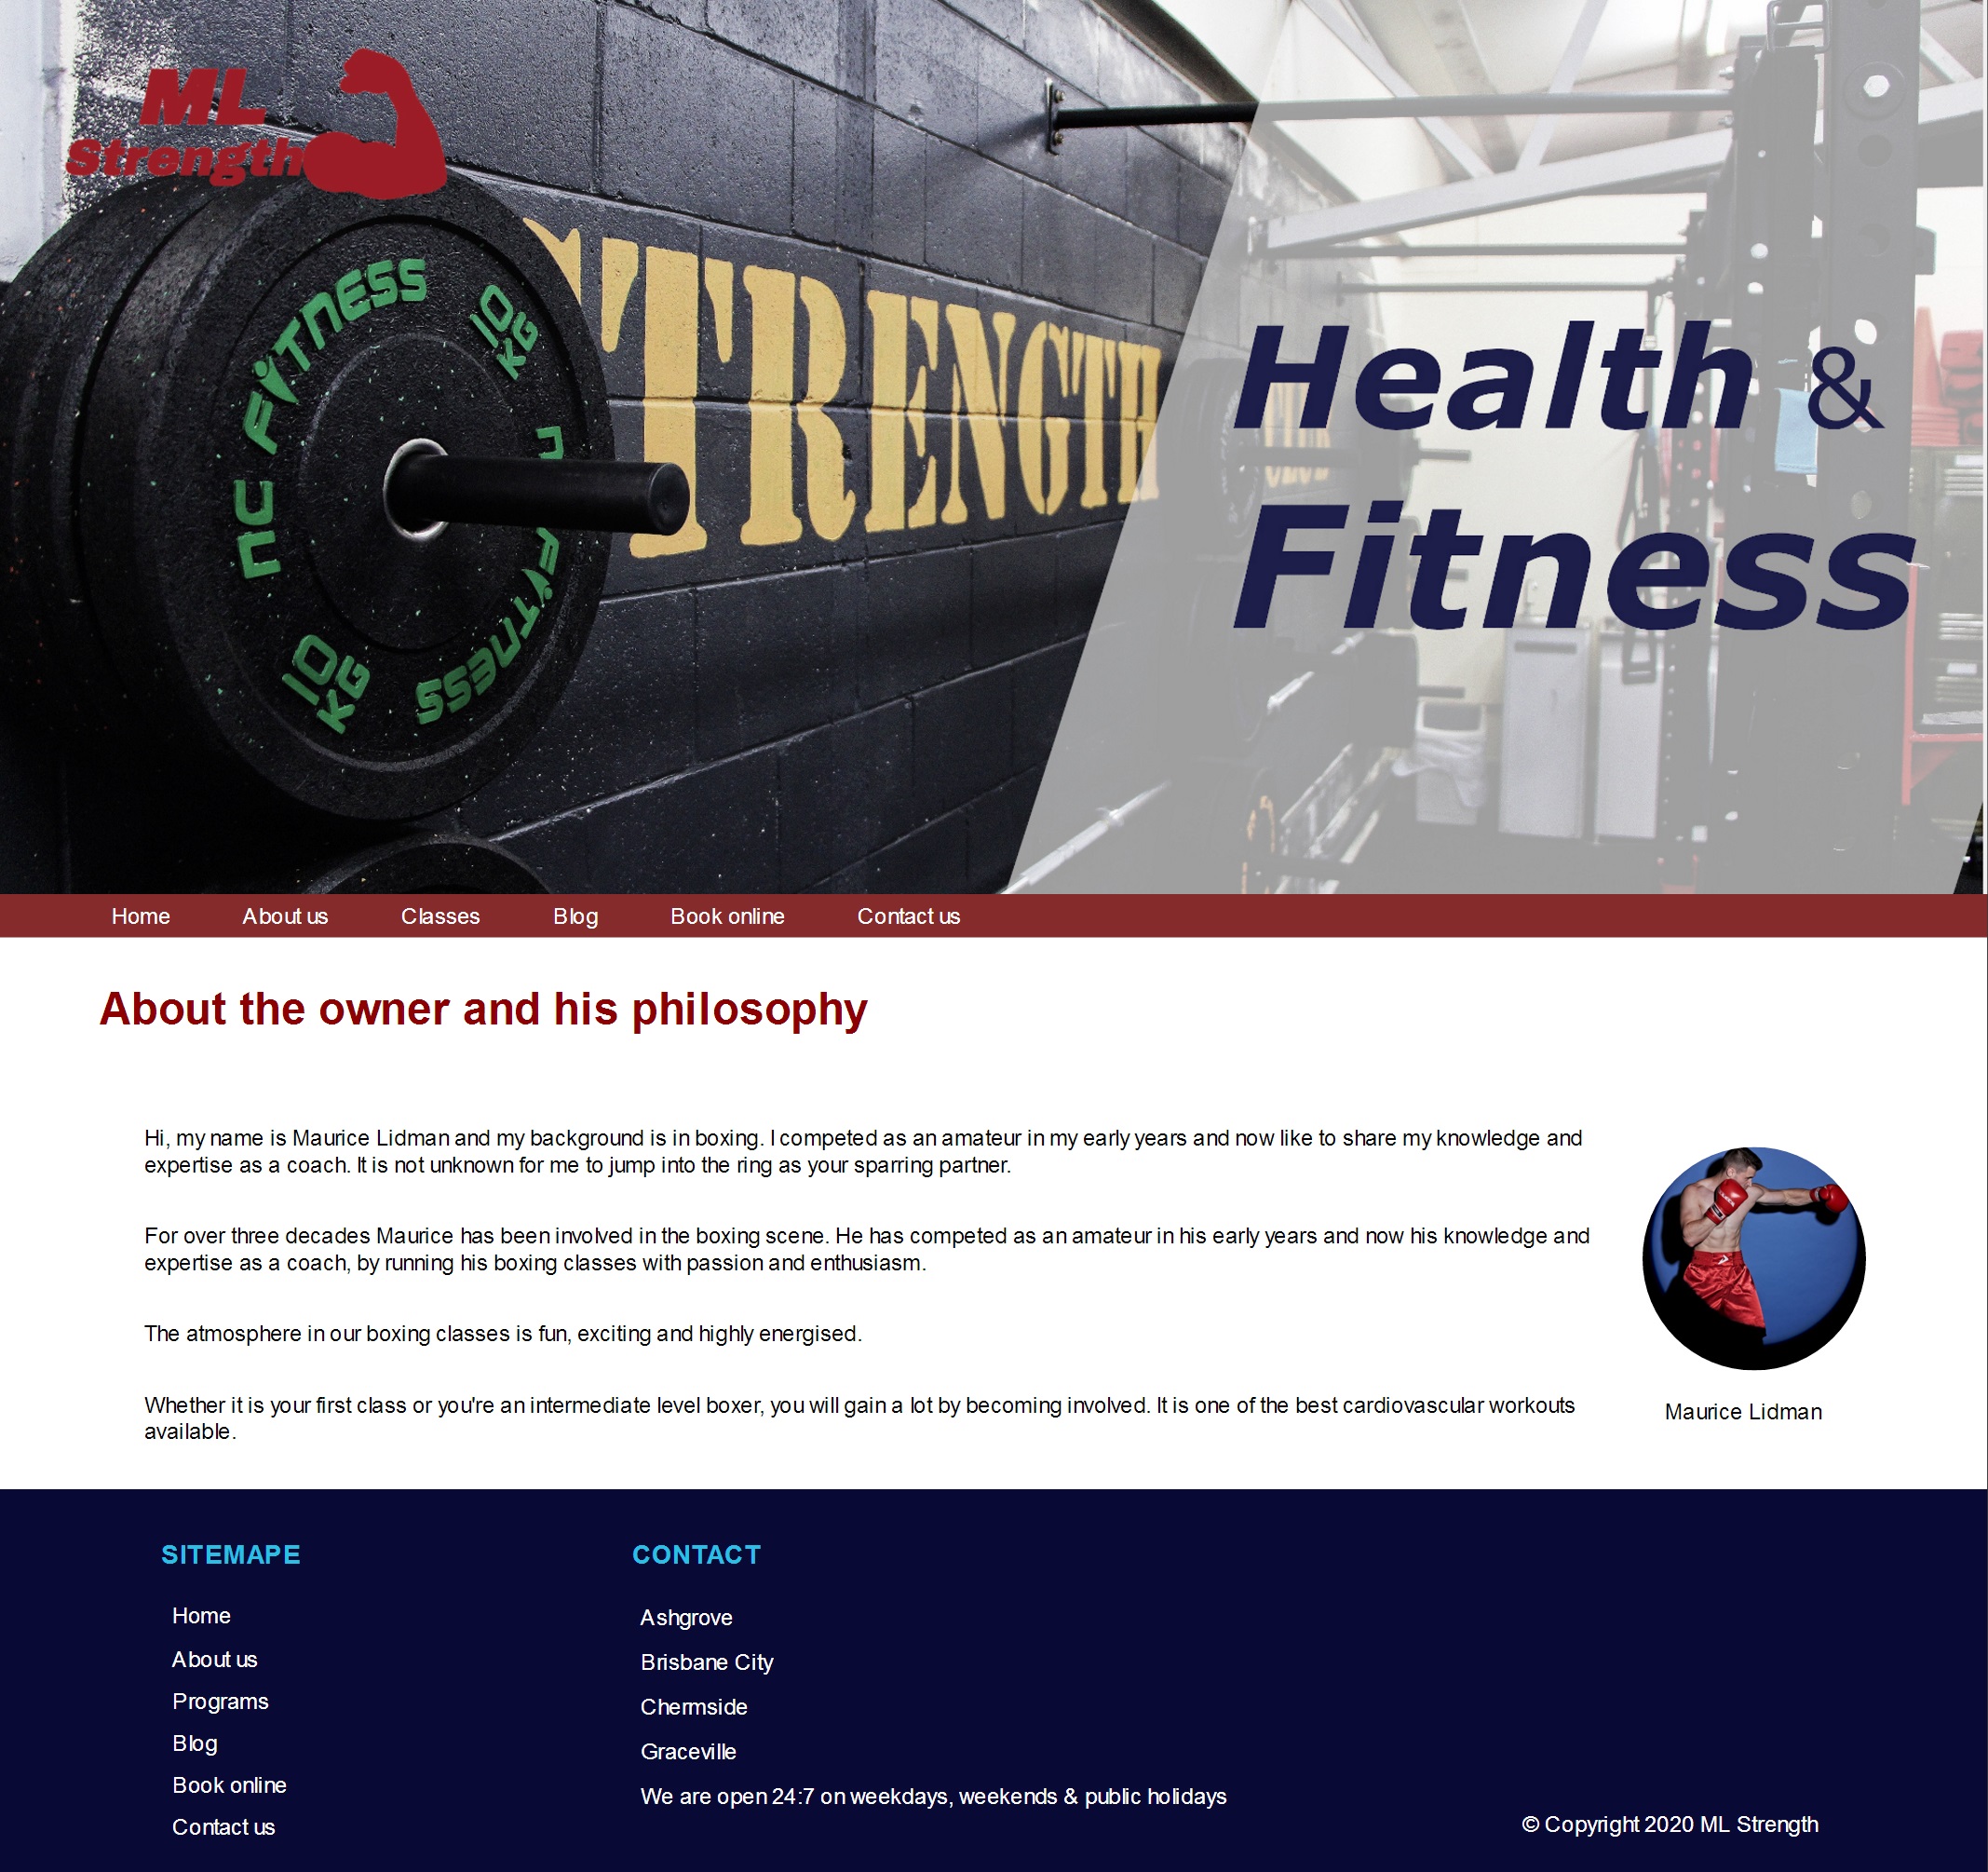 ML
Strength
NC FITNESS
10
KG
STRENGTH
CLUB
NC FITNESS
10
KG
Health &
Fitness
Home About us Classes Blog Book online Contact us
About the owner and his philosophy
Hi, my name is Maurice Lidman and my background is in boxing. I competed as an amateur in my early years and now like to share my knowledge and
expertise as a coach. It is not unknown for me to jump into the ring as your sparring partner.
For over three decades Maurice has been involved in the boxing scene. He has competed as an amateur in his early years and now his knowledge and
expertise as a coach, by running his boxing classes with passion and enthusiasm.
The atmosphere in our boxing classes is fun, exciting and highly energised.
Whether it is your first class or you're an intermediate level boxer, you will gain a lot by becoming involved. It is one of the best cardiovascular workouts
available.
Maurice Lidman
SITEMAPE
Home
About us
Programs
Blog
Book online
Contact us
CONTACT
Ashgrove
Brisbane City
Chermside
Graceville
We are open 24:7 on weekdays, weekends & public holidays
© Copyright 2020 ML Strength